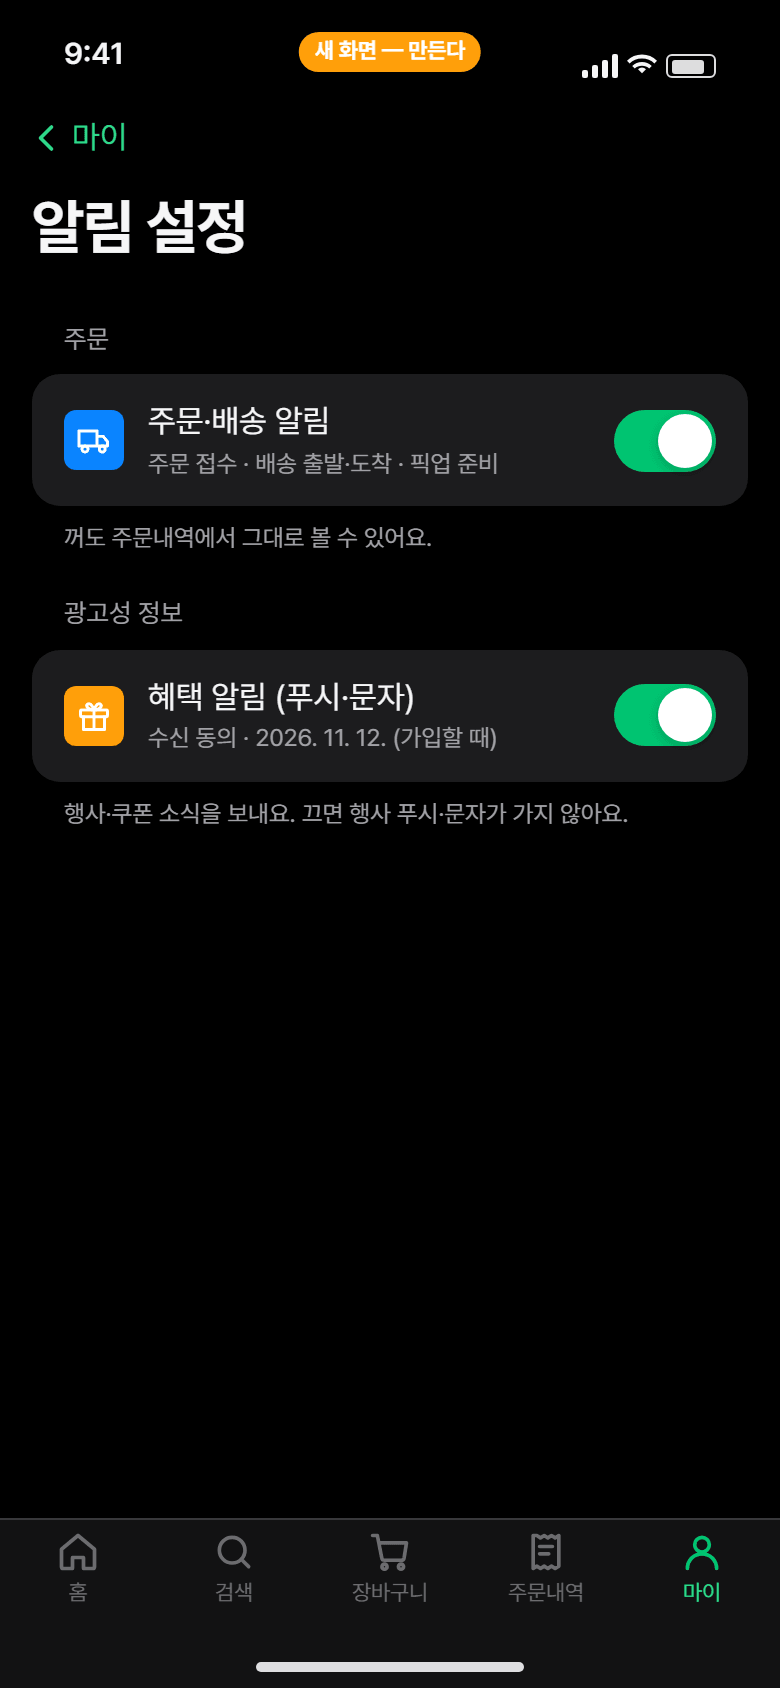 9:41
새 화면 — 만든다
마이
알림 설정
주문
주문·배송 알림
주문 접수 · 배송 출발·도착 · 픽업 준비
꺼도 주문내역에서 그대로 볼 수 있어요.
광고성 정보
혜택 알림 (푸시·문자)
수신 동의 · 2026. 11. 12. (가입할 때)
행사·쿠폰 소식을 보내요. 끄면 행사 푸시·문자가 가지 않아요.
홈
검색
장바구니
주문내역
마이